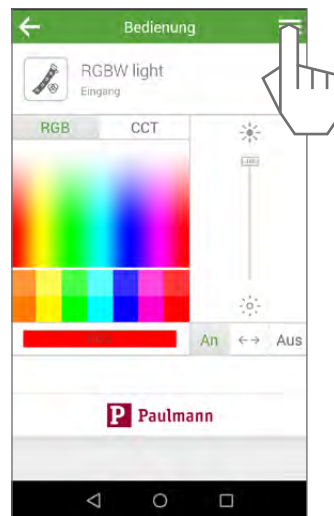 Bedienung
RGBW light
Eingang
RGB CCT
An ←→ Aus
P Paulmann